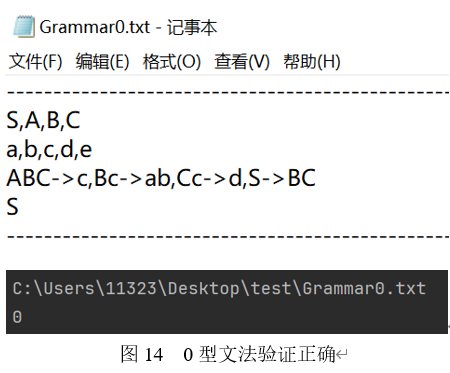 Grammar0.txt - 记事本
文件(F) 编辑(E) 格式(O) 查看(V) 帮助(H)
--------------------------------------------------
S,A,B,C
a,b,c,d,e
ABC->c,Bc->ab,Cc->d,S->BC
S
--------------------------------------------------
C:\Users\11323\Desktop\test\Grammar0.txt
0
图 14 0 型文法验证正确↵